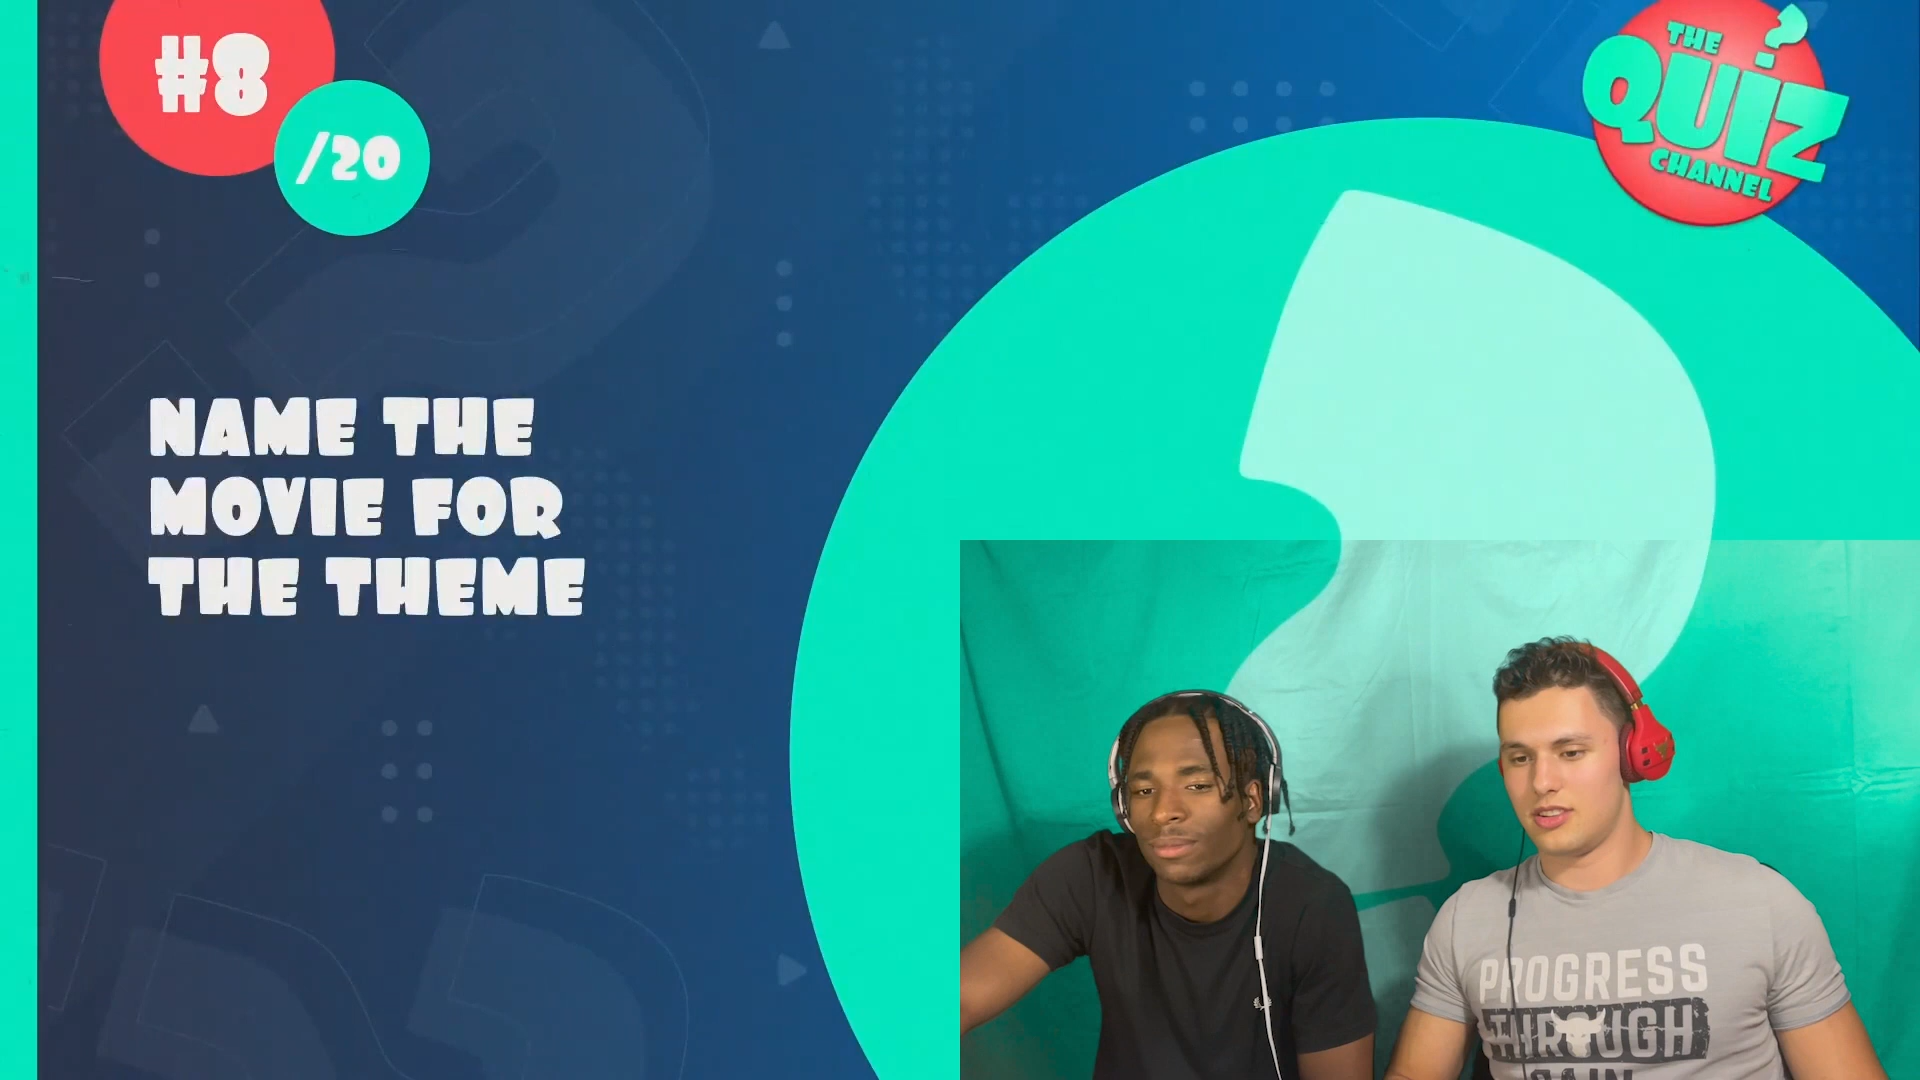 #8
/20
THE
QUIZ
CHANNEL
NAME THE
MOVIE FOR
THE THEME
PROGRESS
THROUGH